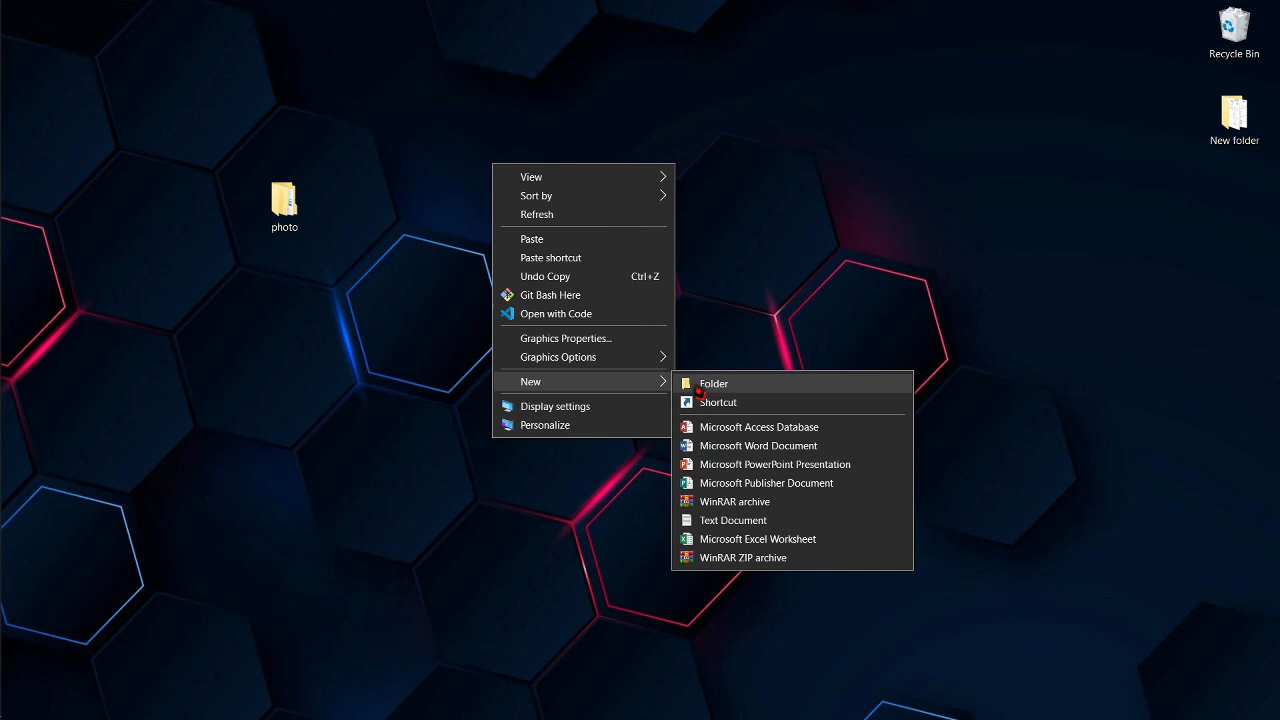 Recycle Bin
New folder
photo
View
Sort by
Refresh
Paste
Paste shortcut
Undo Copy Ctrl+Z
Git Bash Here
Open with Code
Graphics Properties...
Graphics Options
New
Display settings
Personalize
Folder
Shortcut
Microsoft Access Database
Microsoft Word Document
Microsoft PowerPoint Presentation
Microsoft Publisher Document
WinRAR archive
Text Document
Microsoft Excel Worksheet
WinRAR ZIP archive